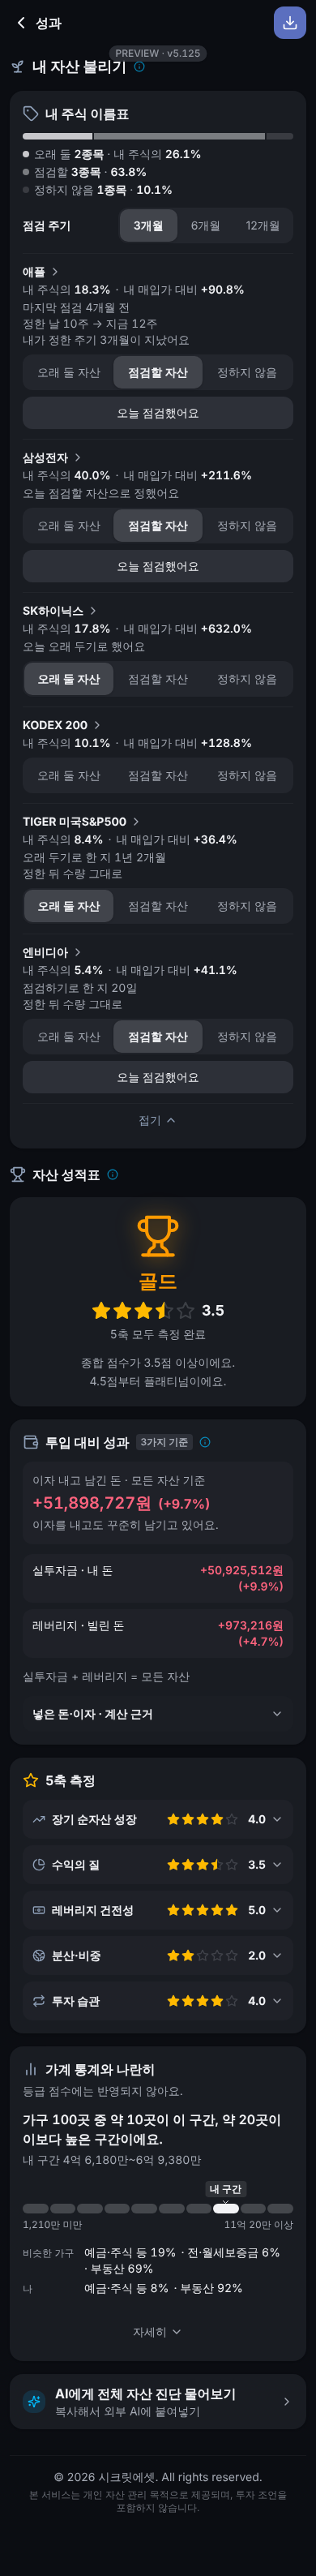 성과
PREVIEW · v5.125
내 자산 불리기
내 주식 이름표
오래 둘 2종목 · 내 주식의 26.1%
점검할 3종목 · 63.8%
정하지 않음 1종목 · 10.1%
점검 주기 3개월 6개월 12개월
애플
내 주식의 18.3% · 내 매입가 대비 +90.8%
마지막 점검 4개월 전
정한 날 10주 → 지금 12주
내가 정한 주기 3개월이 지났어요
오래 둘 자산 점검할 자산 정하지 않음
오늘 점검했어요
삼성전자
내 주식의 40.0% · 내 매입가 대비 +211.6%
오늘 점검할 자산으로 정했어요
오래 둘 자산 점검할 자산 정하지 않음
오늘 점검했어요
SK하이닉스
내 주식의 17.8% · 내 매입가 대비 +632.0%
오늘 오래 두기로 했어요
오래 둘 자산 점검할 자산 정하지 않음
KODEX 200
내 주식의 10.1% · 내 매입가 대비 +128.8%
오래 둘 자산 점검할 자산 정하지 않음
TIGER 미국S&P500
내 주식의 8.4% · 내 매입가 대비 +36.4%
오래 두기로 한 지 1년 2개월
정한 뒤 수량 그대로
오래 둘 자산 점검할 자산 정하지 않음
엔비디아
내 주식의 5.4% · 내 매입가 대비 +41.1%
점검하기로 한 지 20일
정한 뒤 수량 그대로
오래 둘 자산 점검할 자산 정하지 않음
오늘 점검했어요
접기
자산 성적표
골드
3.5
5축 모두 측정 완료
종합 점수가 3.5점 이상이에요.
4.5점부터 플래티넘이에요.
투입 대비 성과 3가지 기준
이자 내고 남긴 돈 · 모든 자산 기준
+51,898,727원 (+9.7%)
이자를 내고도 꾸준히 남기고 있어요.
실투자금 · 내 돈 +50,925,512원
(+9.9%)
레버리지 · 빌린 돈 +973,216원
(+4.7%)
실투자금 + 레버리지 = 모든 자산
넣은 돈·이자 · 계산 근거
5축 측정
장기 순자산 성장 4.0
수익의 질 3.5
레버리지 건전성 5.0
분산·비중 2.0
투자 습관 4.0
가계 통계와 나란히
등급 점수에는 반영되지 않아요.
가구 100곳 중 약 10곳이 이 구간, 약 20곳이
이보다 높은 구간이에요.
내 구간 4억 6,180만~6억 9,380만
내 구간
1,210만 미만 11억 20만 이상
비슷한 가구 예금·주식 등 19% · 전·월세보증금 6%
· 부동산 69%
나 예금·주식 등 8% · 부동산 92%
자세히
AI에게 전체 자산 진단 물어보기
복사해서 외부 AI에 붙여넣기
© 2026 시크릿에셋. All rights reserved.
본 서비스는 개인 자산 관리 목적으로 제공되며, 투자 조언을
포함하지 않습니다.